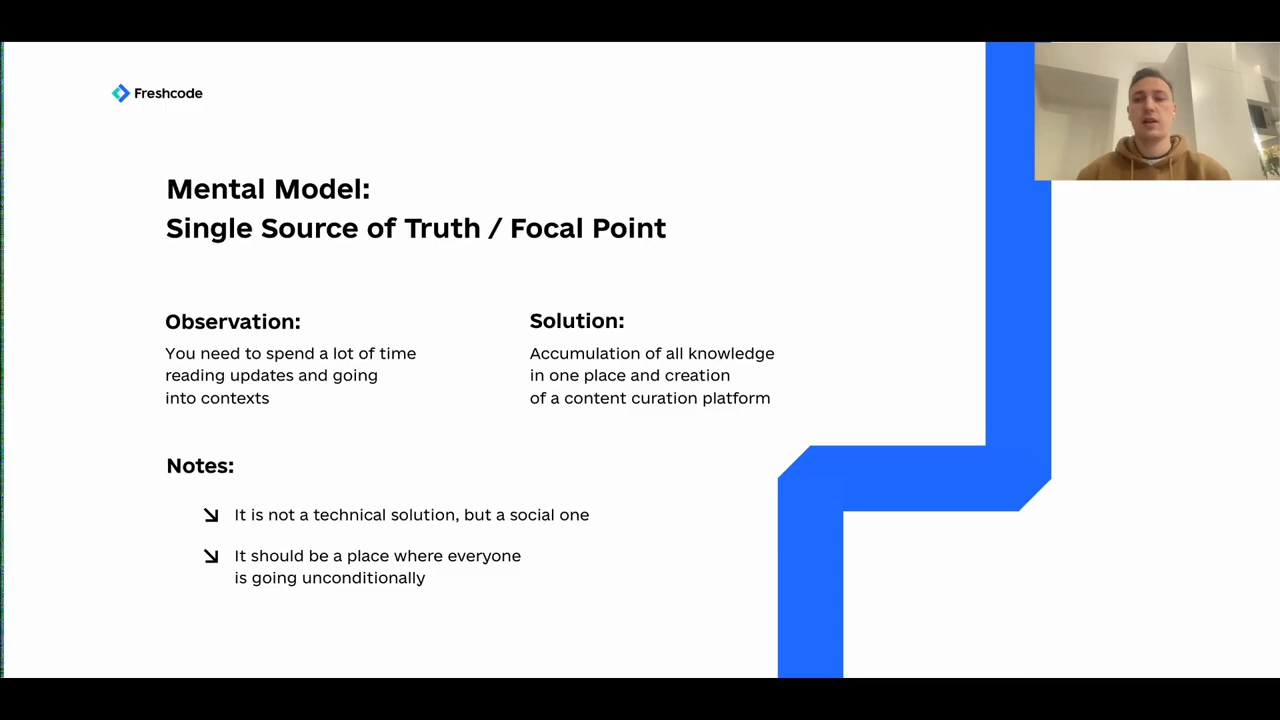 Freshcode
Mental Model:
Single Source of Truth / Focal Point
Observation:
You need to spend a lot of time
reading updates and going
into contexts
Solution:
Accumulation of all knowledge
in one place and creation
of a content curation platform
Notes:
It is not a technical solution, but a social one
It should be a place where everyone
is going unconditionally